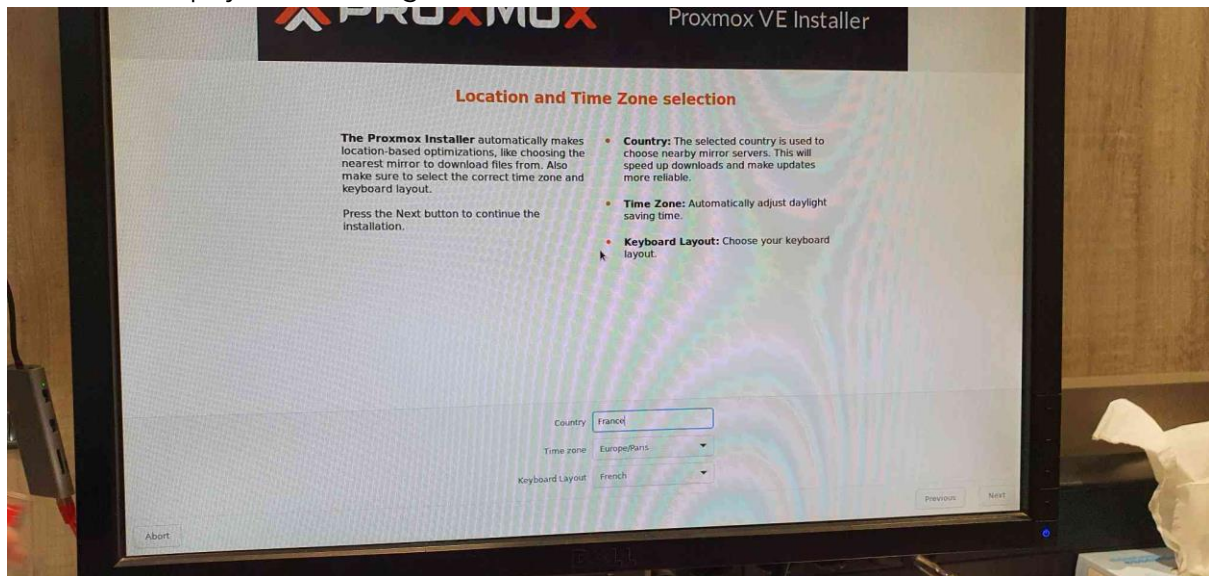 PROXMOX
Proxmox VE Installer
Location and Time Zone selection
The Proxmox Installer automatically makes
location-based optimizations, like choosing the
nearest mirror to download files from. Also
make sure to select the correct time zone and
keyboard layout.
Press the Next button to continue the
installation.
• Country: The selected country is used to
choose nearby mirror servers. This will
speed up downloads and make updates
more reliable.
• Time Zone: Automatically adjust daylight
saving time.
• Keyboard Layout: Choose your keyboard
layout.
Country France
Time zone Europe/Paris
Keyboard Layout French
Abort
Previous Next
DELL